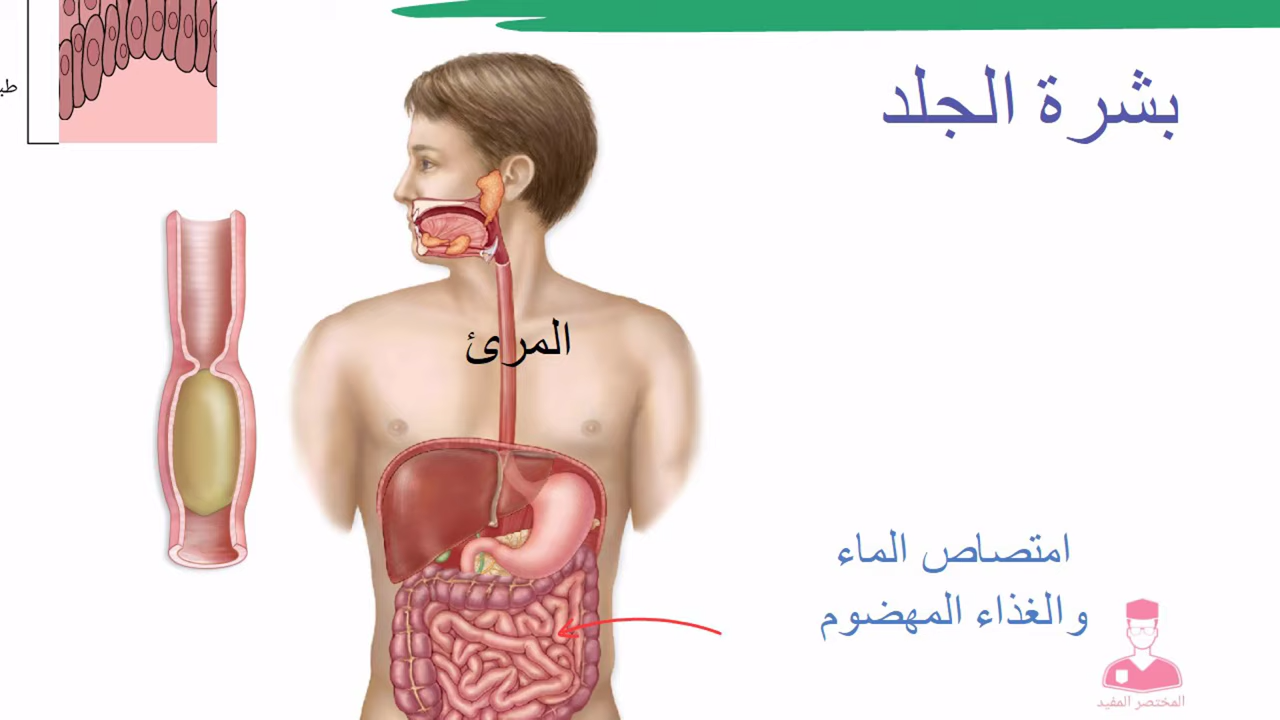 بشرة الجلد
المرئ
امتصاص الماء
والغذاء المهضوم
المختصر المفيد